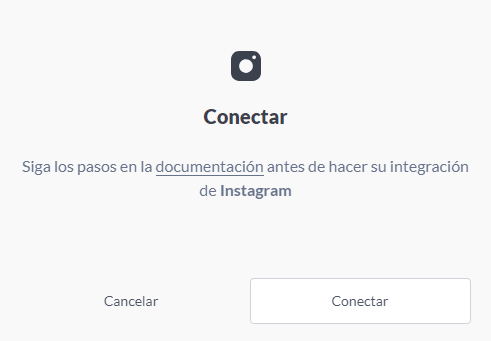 Conectar
Siga los pasos en la documentación antes de hacer su integración
de Instagram
Cancelar
Conectar